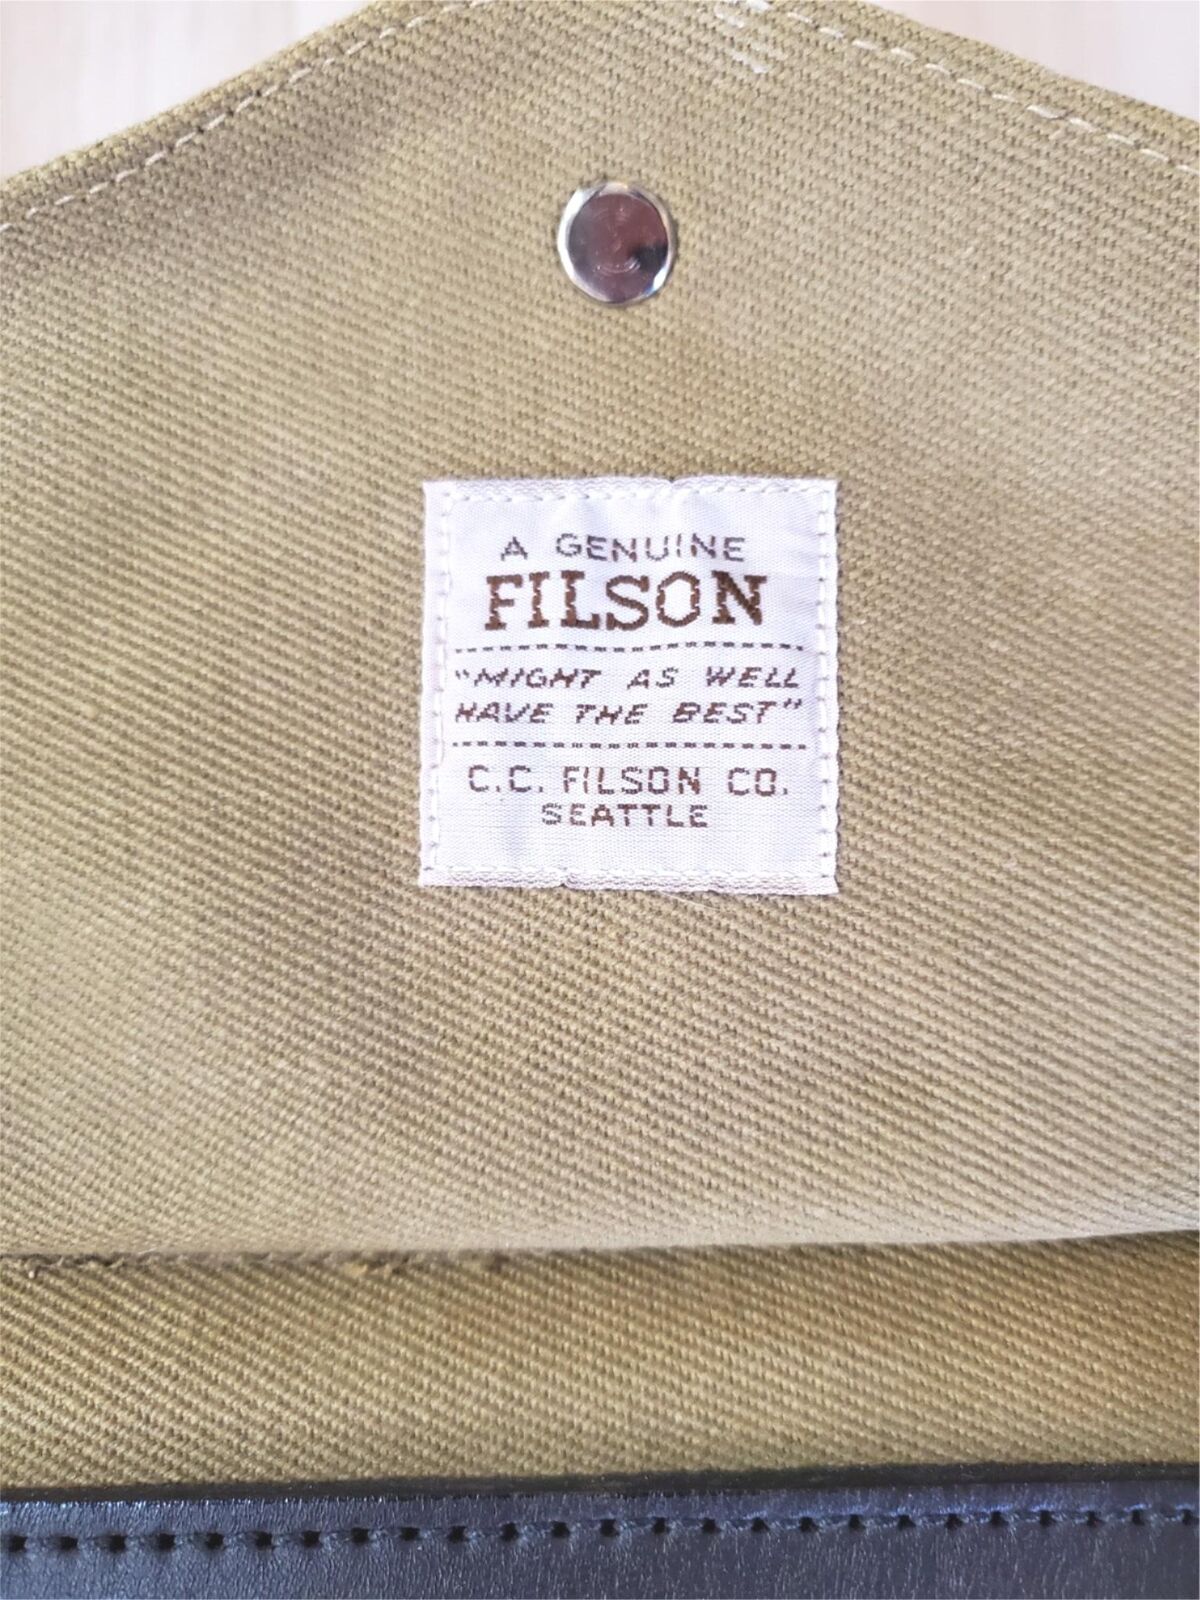 A GENUINE
FILSON
"MIGHT AS WELL
HAVE THE BEST"
C.C. FILSON CO.
SEATTLE